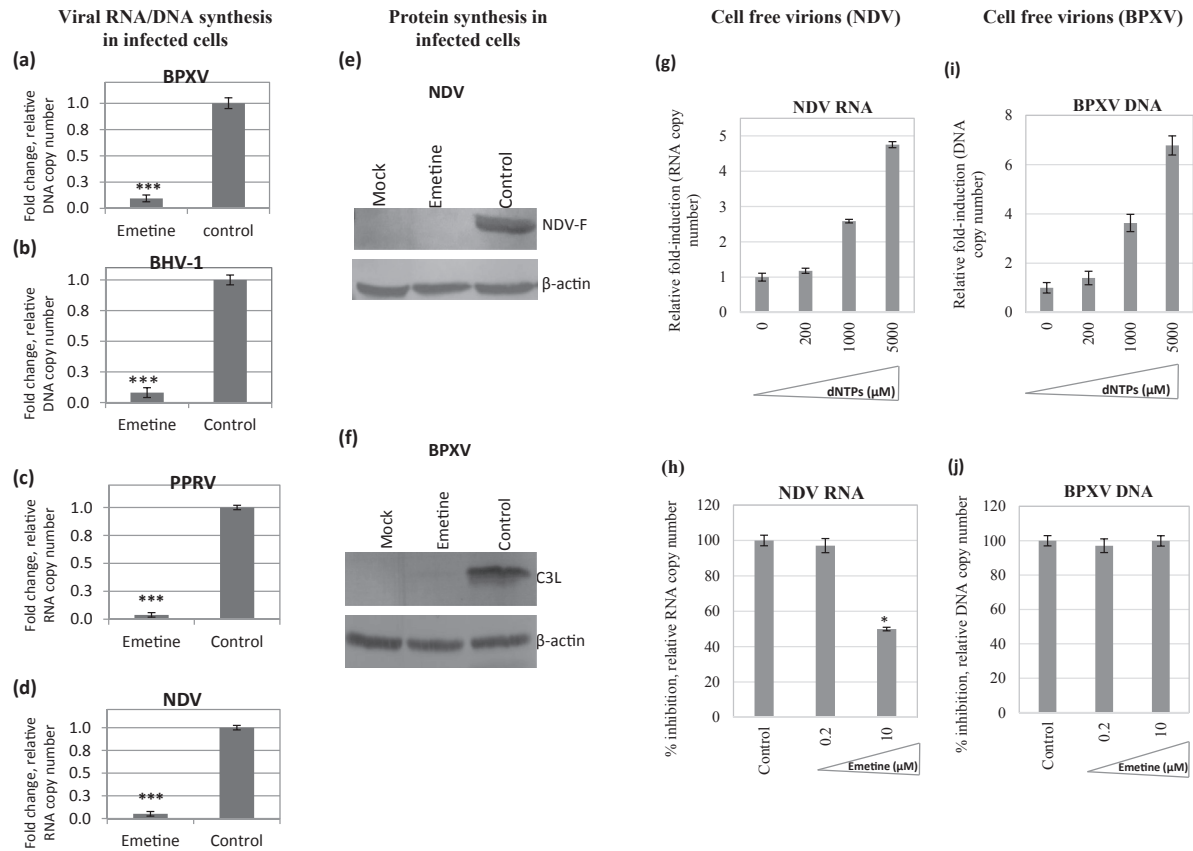 Viral RNA/DNA synthesis
in infected cells
(a)
BPXV
Fold change, relative
DNA copy number
1.0
0.8
0.5
0.3
0.0
***
Emetine control
(b)
BHV-1
Fold change, relative
DNA copy number
1.0
0.8
0.5
0.3
0.0
***
Emetine Control
(c)
PPRV
Fold change, relative
RNA copy number
1.0
0.8
0.5
0.3
0.0
***
Emetine Control
(d)
NDV
Fold change, relative
RNA copy number
1.0
0.8
0.5
0.3
0.0
***
Emetine Control
Protein synthesis in
infected cells
(e)
NDV
Mock
Emetine
Control
NDV-F
β-actin
(f)
BPXV
Mock
Emetine
Control
C3L
β-actin
Cell free virions (NDV)
(g)
NDV RNA
Relative fold-induction (RNA copy
number)
5
4
3
2
1
0
0
200
1000
5000
dNTPs (μM)
(h)
NDV RNA
% inhibition, relative RNA copy number
120
100
80
60
40
20
0
*
Control
0.2
10
Emetine (μM)
Cell free virions (BPXV)
(i)
BPXV DNA
Relative fold-induction (DNA
copy number)
8
6
4
2
0
0
200
1000
5000
dNTPs (μM)
(j)
BPXV DNA
% inhibition, relative DNA copy number
120
100
80
60
40
20
0
Control
0.2
10
Emetine (μM)